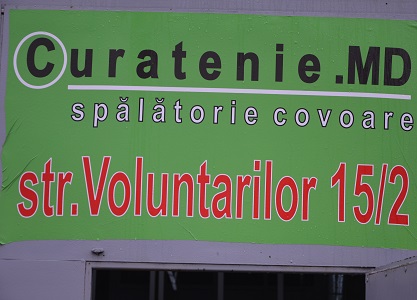 Curatenie.MD
spălătorie covoare
str.Voluntarilor 15/2